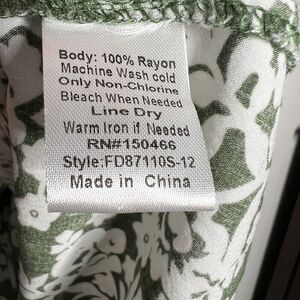 Body: 100% Rayon
Machine Wash cold
Only Non-Chlorine
Bleach When Needed
Line Dry
Warm Iron if Needed
RN#150466
Style:FD87110S-12
Made in China